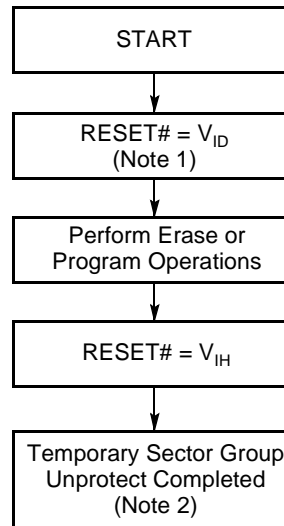 START
RESET# = VID
(Note 1)
Perform Erase or
Program Operations
RESET# = VIH
Temporary Sector Group
Unprotect Completed
(Note 2)